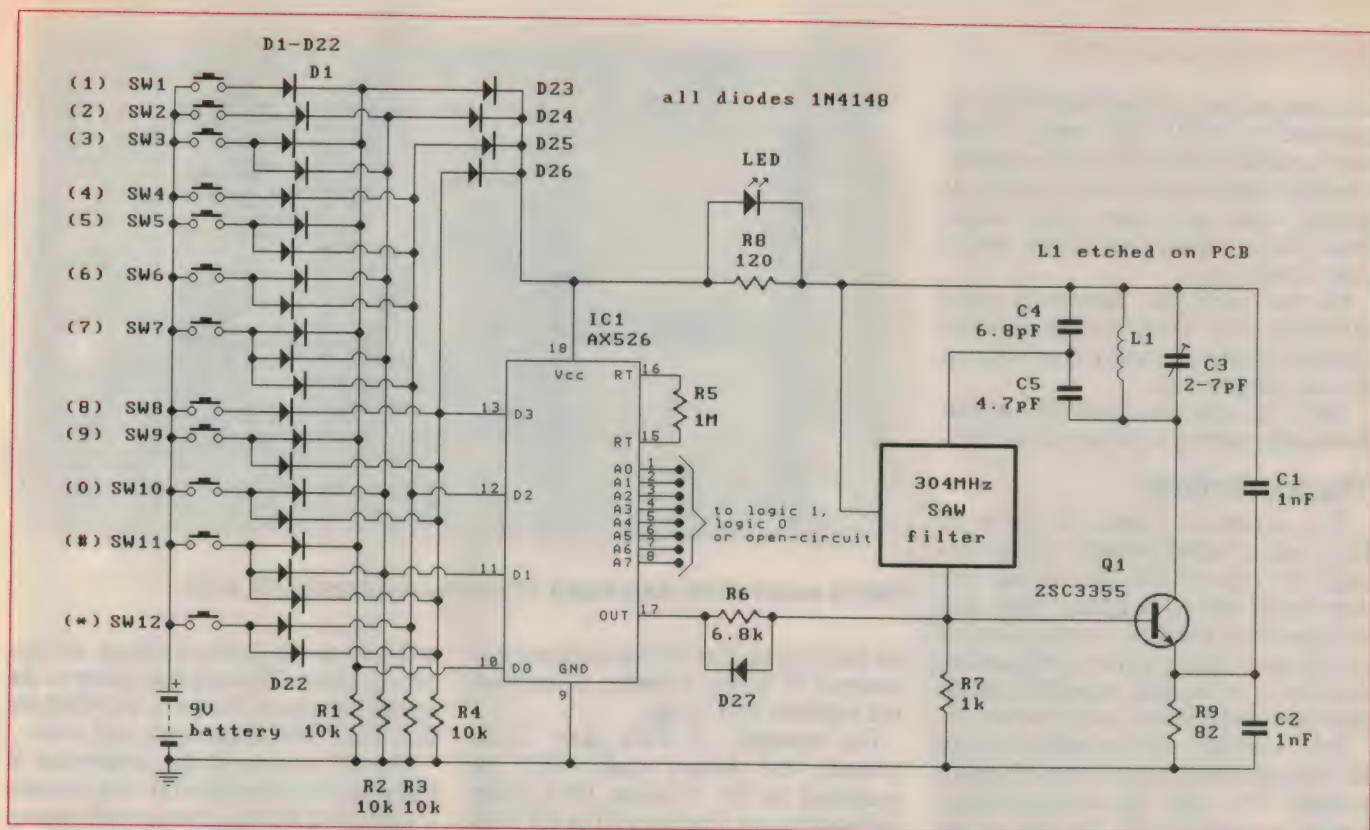 D1-D22
(1) SW1
D1
D23
(2) SW2
D24
(3) SW3
D25
D26
(4) SW4
(5) SW5
(6) SW6
(7) SW7
(8) SW8
(9) SW9
(0) SW10
(#) SW11
(*) SW12
D22
9V
battery
+
R1
10k
R2
10k
R3
10k
R4
10k
all diodes 1N4148
LED
R8
120
IC1
AX526
18
Vcc
RT
16
R5
1M
RT
15
13
D3
12
D2
11
D1
10
D0
GND
9
A0
1
A1
2
A2
3
A3
4
A4
5
A5
6
A6
7
A7
8
to logic 1,
logic 0
or open-circuit
OUT
17
R6
6.8k
D27
L1 etched on PCB
C4
6.8pF
L1
C3
2-7pF
C5
4.7pF
304MHz
SAW
filter
C1
1nF
Q1
2SC3355
R7
1k
R9
82
C2
1nF